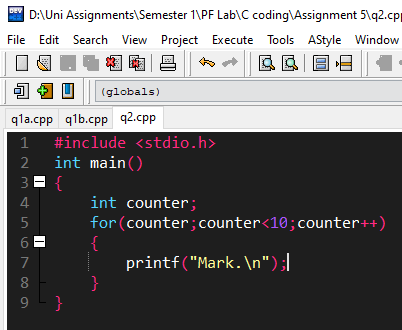 D:\Uni Assignments\Semester 1\PF Lab\C coding\Assignment 5\q2.cpp
File Edit Search View Project Execute Tools AStyle Window
(globals)
q1a.cpp q1b.cpp q2.cpp
1 #include <stdio.h>
2 int main()
3 {
4 int counter;
5 for(counter;counter<10;counter++)
6 {
7 printf("Mark.\n");
8 }
9 }